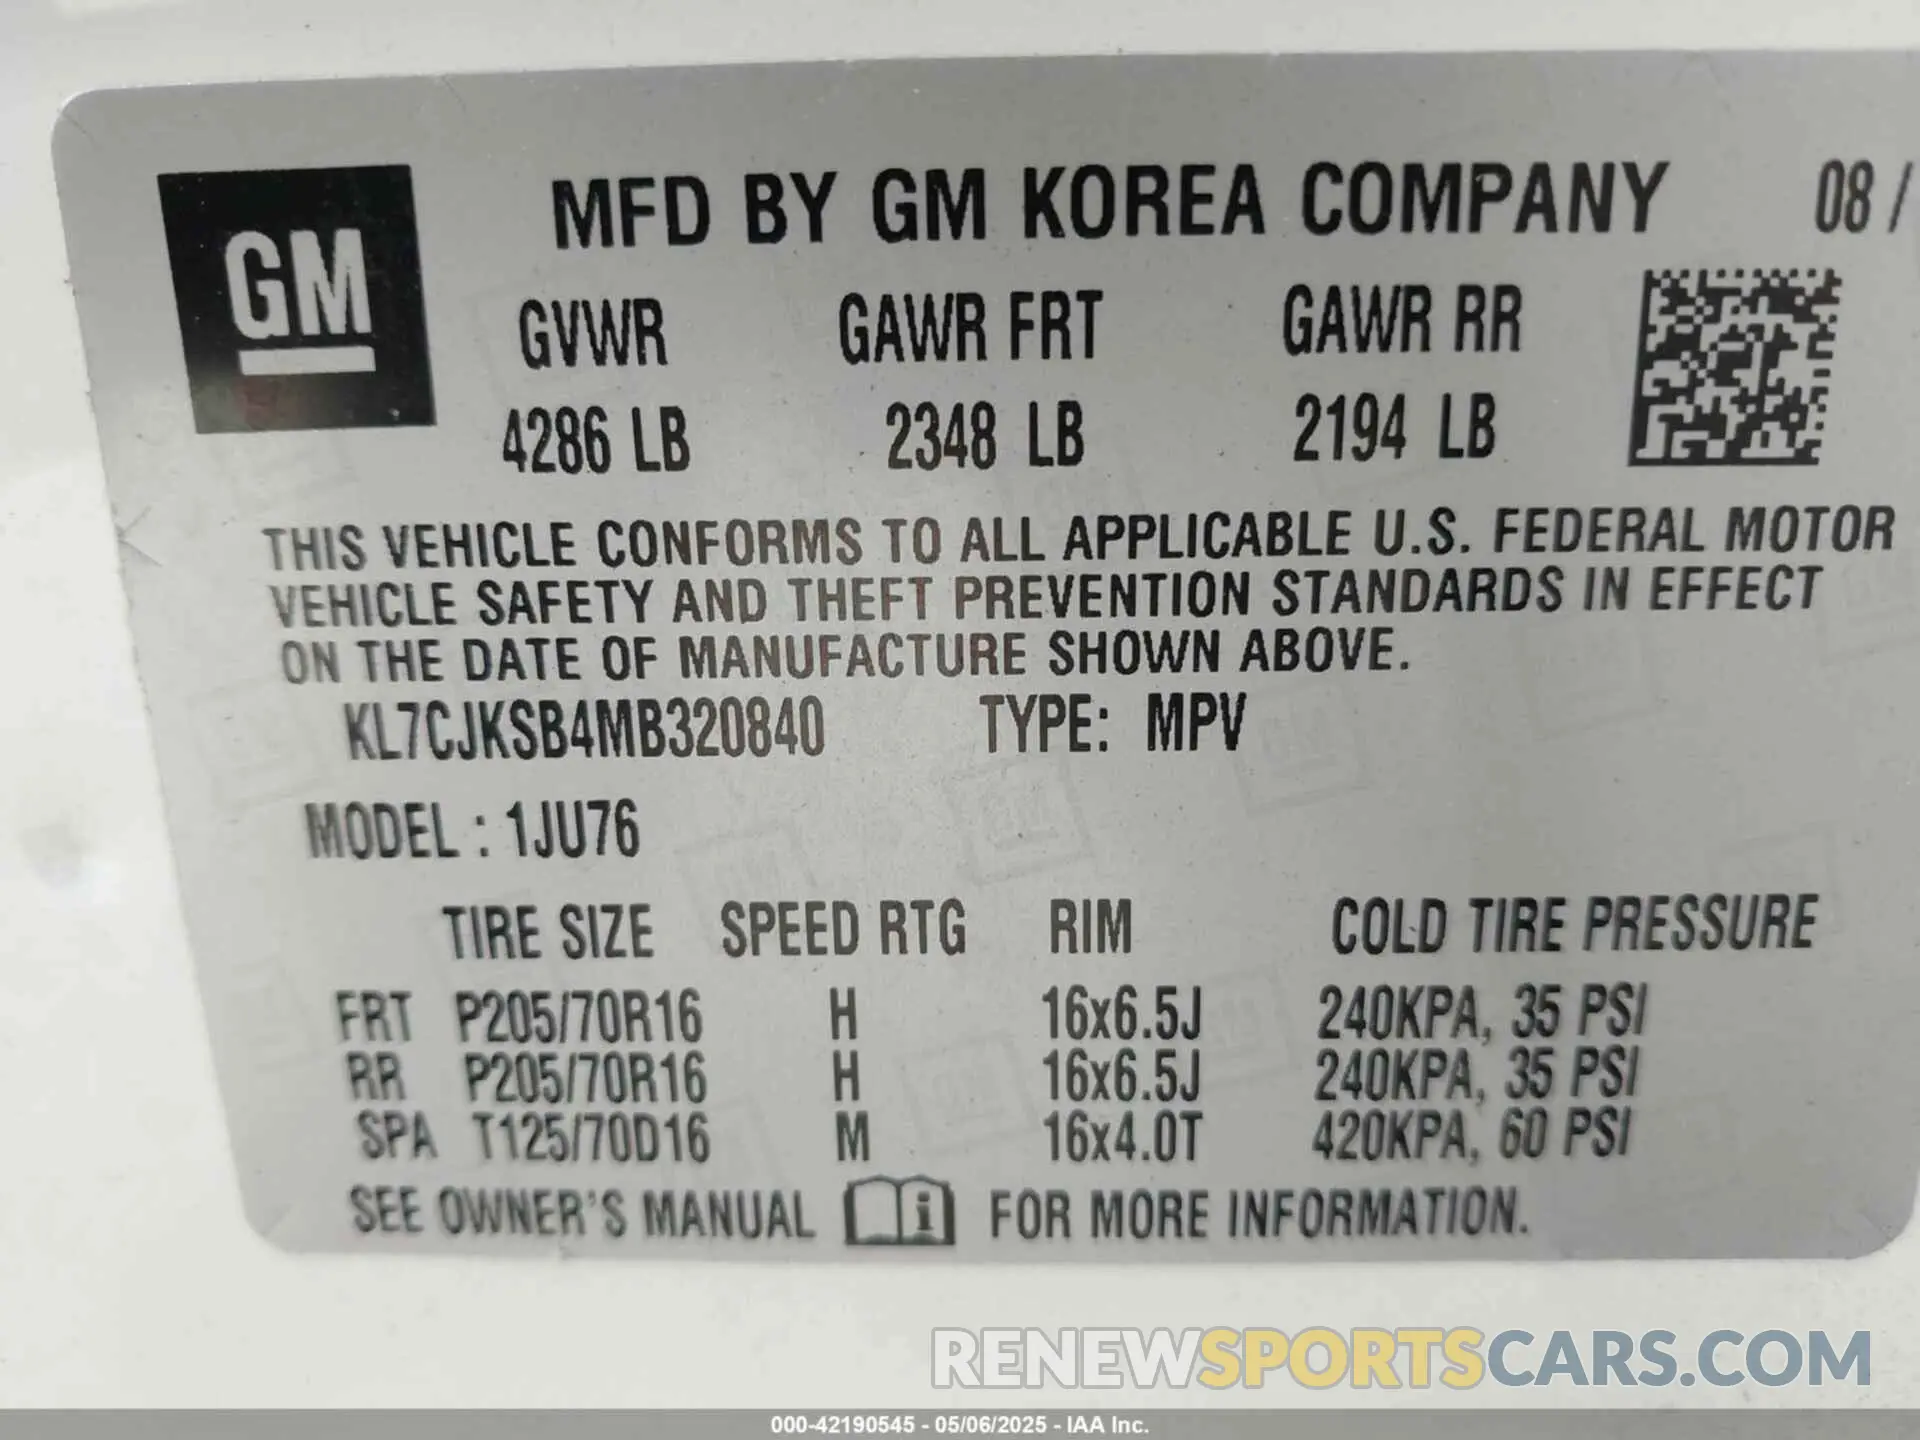 GM
MFD BY GM KOREA COMPANY 08 /
GVWR GAWR FRT GAWR RR
4286 LB 2348 LB 2194 LB
THIS VEHICLE CONFORMS TO ALL APPLICABLE U.S. FEDERAL MOTOR
VEHICLE SAFETY AND THEFT PREVENTION STANDARDS IN EFFECT
ON THE DATE OF MANUFACTURE SHOWN ABOVE.
KL7CJKSB4MB320840 TYPE: MPV
MODEL : 1JU76
TIRE SIZE SPEED RTG RIM COLD TIRE PRESSURE
FRT P205/70R16 H 16x6.5J 240KPA, 35 PSI
RR P205/70R16 H 16x6.5J 240KPA, 35 PSI
SPA T125/70D16 M 16x4.0T 420KPA, 60 PSI
SEE OWNER'S MANUAL i FOR MORE INFORMATION.
RENEWSPORTSCARS.COM
000-42190545 - 05/06/2025 - IAA Inc.